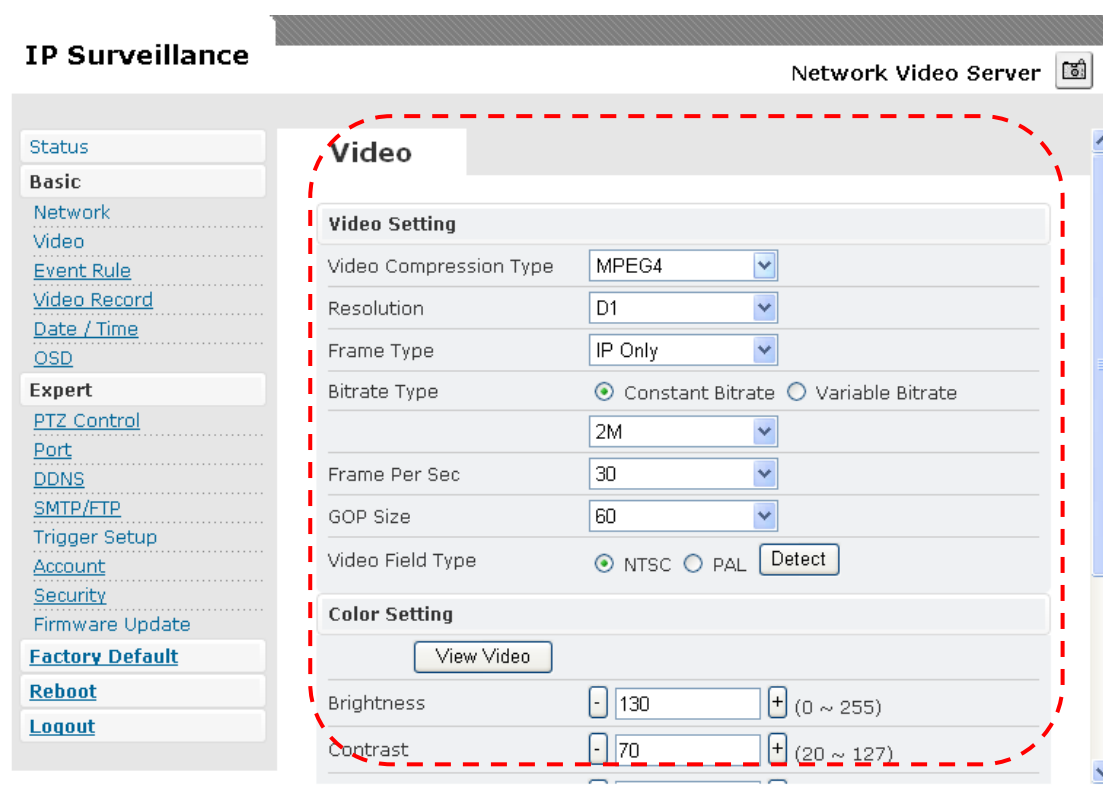 IP Surveillance
Network Video Server
Status
Basic
Network
Video
Event Rule
Video Record
Date / Time
OSD
Expert
PTZ Control
Port
DDNS
SMTP/FTP
Trigger Setup
Account
Security
Firmware Update
Factory Default
Reboot
Logout
Video
Video Setting
Video Compression Type MPEG4
Resolution D1
Frame Type IP Only
Bitrate Type Constant Bitrate Variable Bitrate
2M
Frame Per Sec 30
GOP Size 60
Video Field Type NTSC PAL Detect
Color Setting
View Video
Brightness - 130 + (0 ~ 255)
Contrast - 70 + (20 ~ 127)